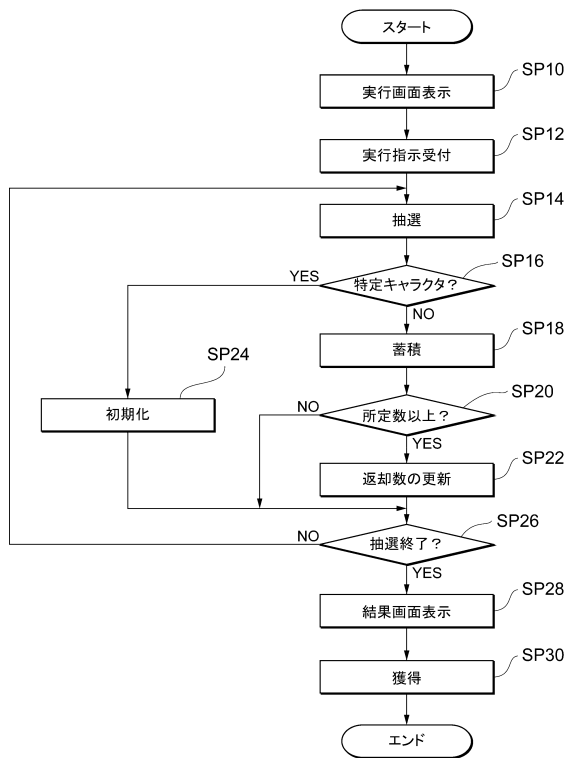 スタート
SP10
実行画面表示
SP12
実行指示受付
SP14
抽選
SP16
YES
特定キャラクタ？
NO
SP18
蓄積
SP24
初期化
SP20
NO
所定数以上？
YES
SP22
返却数の更新
SP26
NO
抽選終了？
YES
SP28
結果画面表示
SP30
獲得
エンド